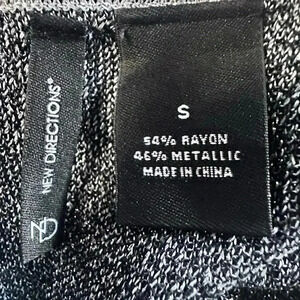 NEW DIRECTIONS®
ND
S
54% RAYON
46% METALLIC
MADE IN CHINA